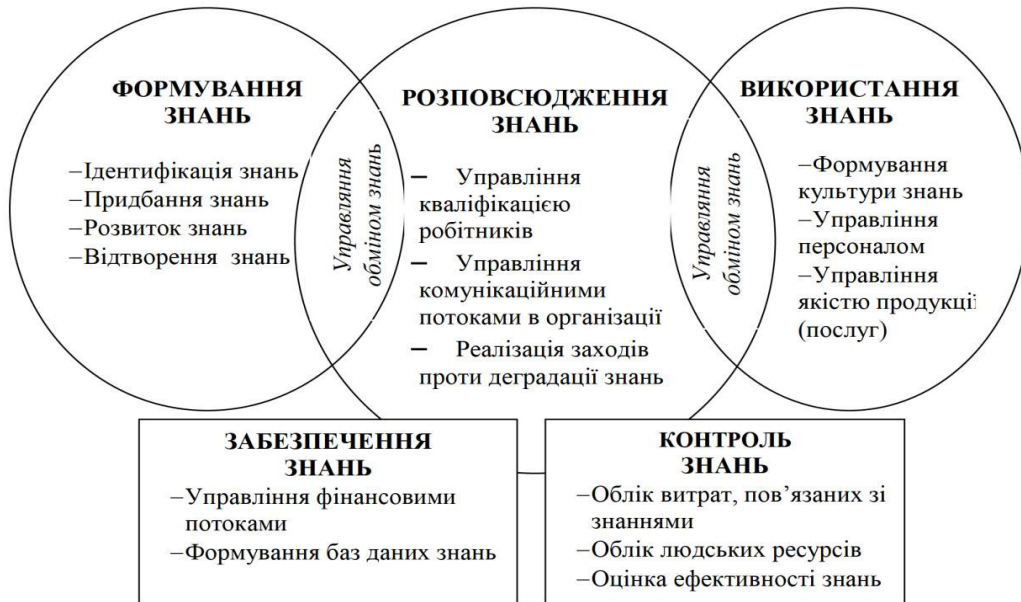 ФОРМУВАННЯ
ЗНАНЬ
–Ідентифікація знань
–Придбання знань
–Розвиток знань
–Відтворення знань
Управляння
обміном знань
РОЗПОВСЮДЖЕННЯ
ЗНАНЬ
– Управління
кваліфікацією
робітників
– Управління
комунікаційними
потоками в організації
– Реалізація заходів
проти деградації знань
Управляння
обміном знань
ВИКОРИСТАННЯ
ЗНАНЬ
–Формування
культури знань
–Управління
персоналом
–Управління
якістю продукції
(послуг)
ЗАБЕЗПЕЧЕННЯ
ЗНАНЬ
–Управління фінансовими
потоками
–Формування баз даних знань
КОНТРОЛЬ
ЗНАНЬ
–Облік витрат, пов’язаних зі
знаннями
–Облік людських ресурсів
–Оцінка ефективності знань